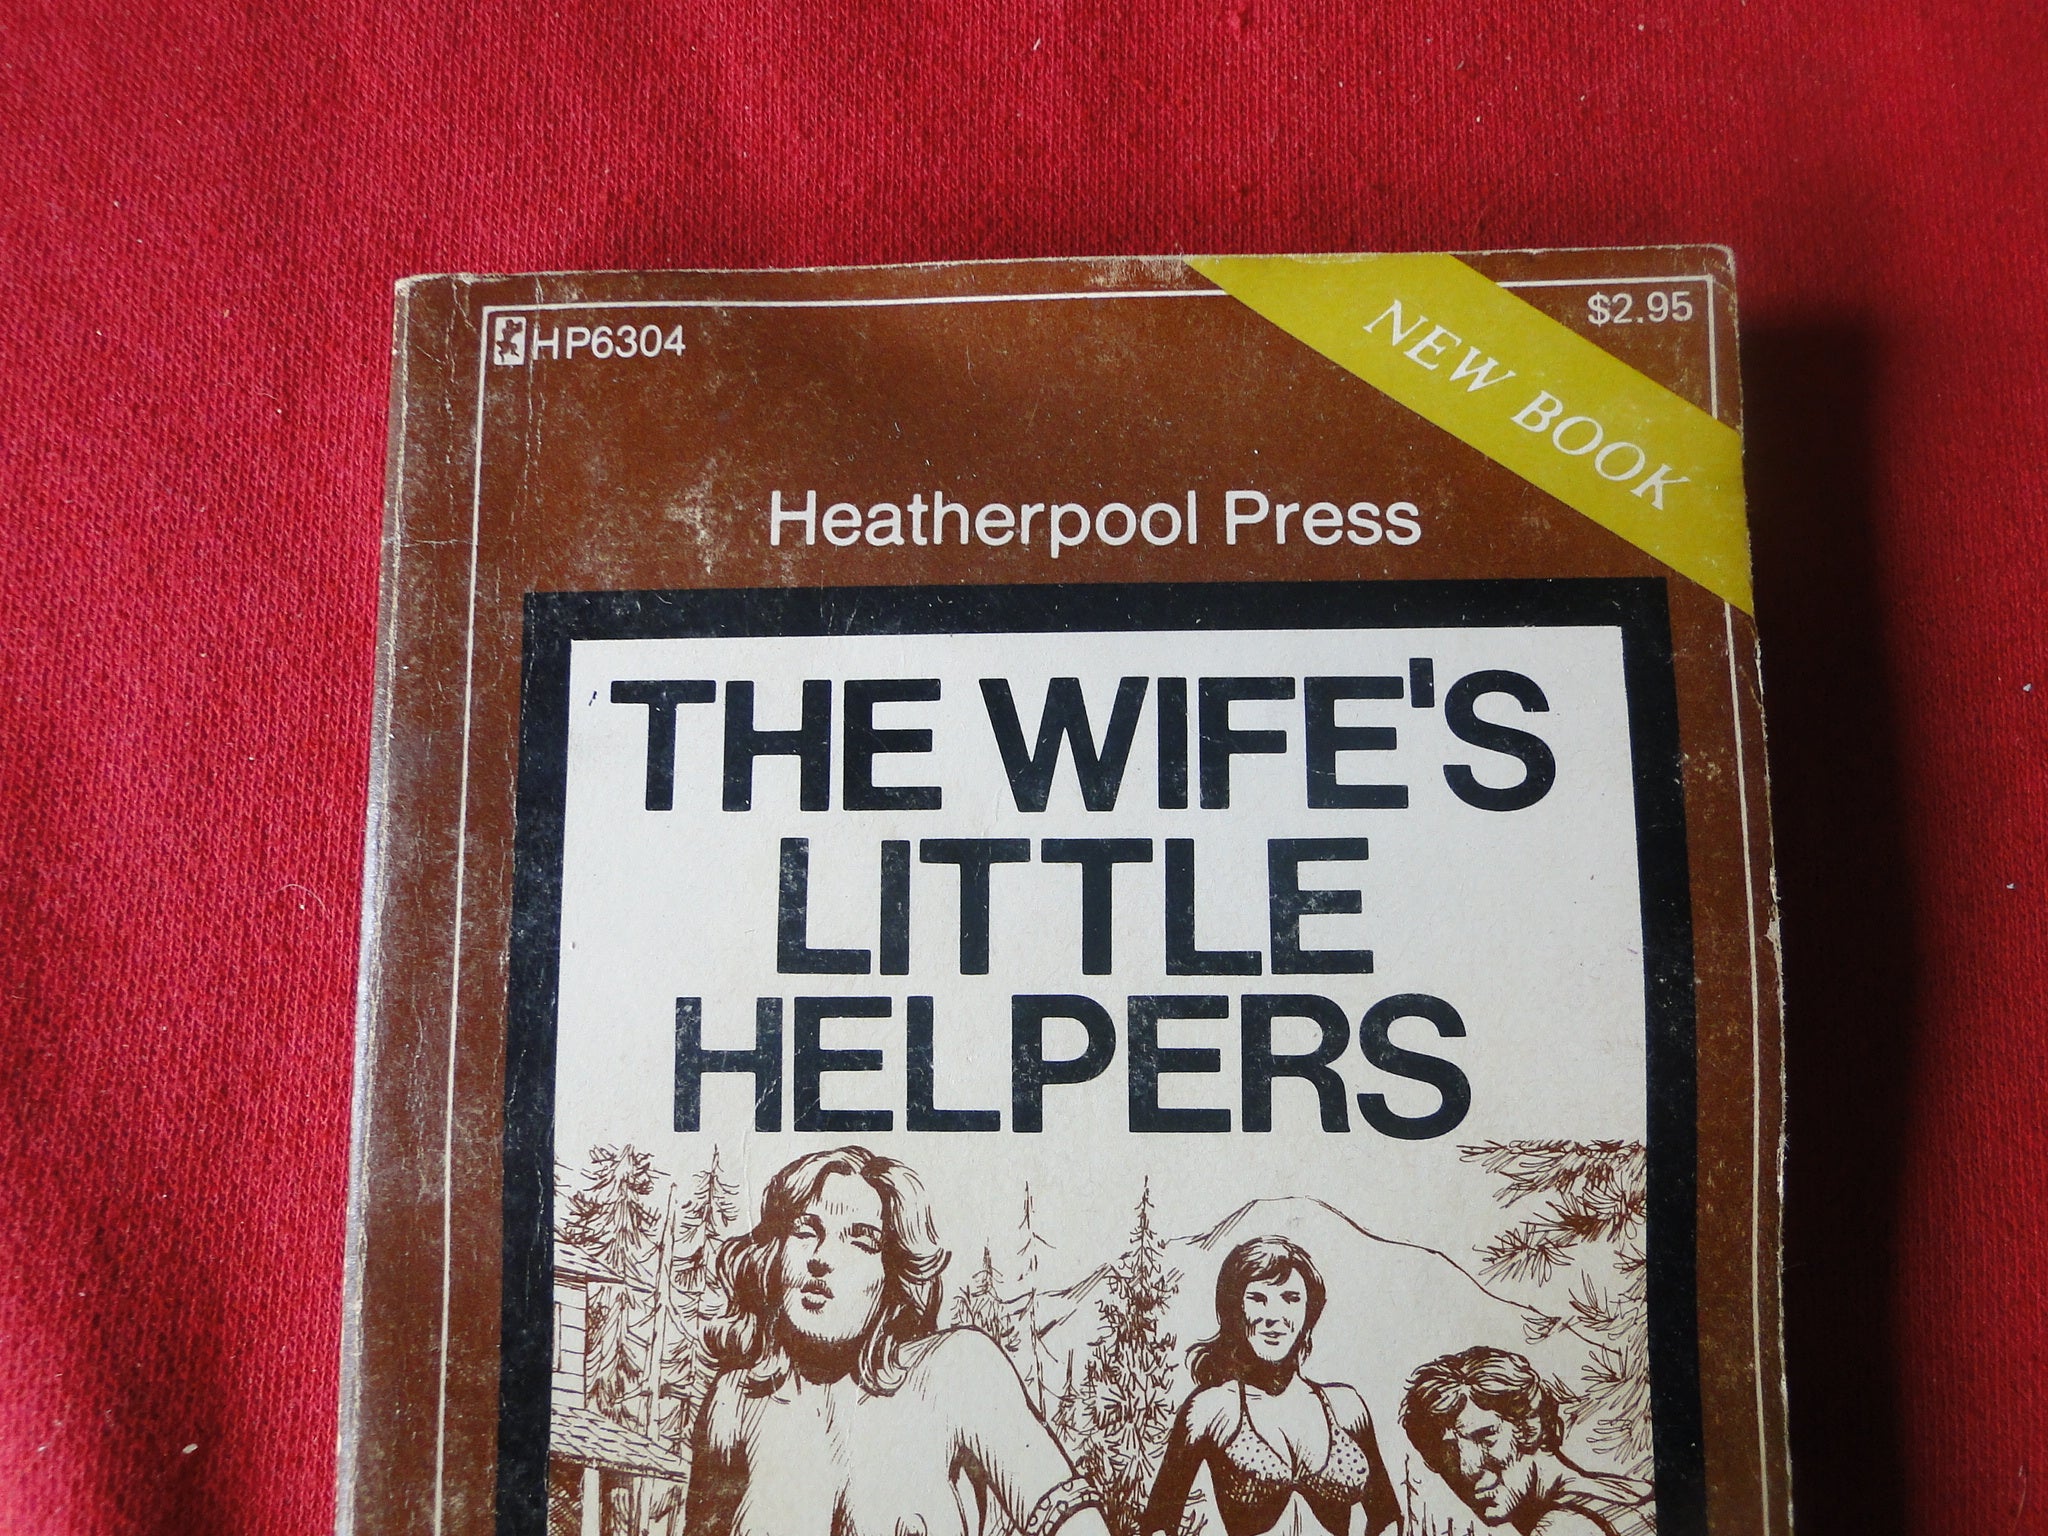 HP6304
$2.95
NEW BOOK
Heatherpool Press
THE WIFE'S
LITTLE
HELPERS